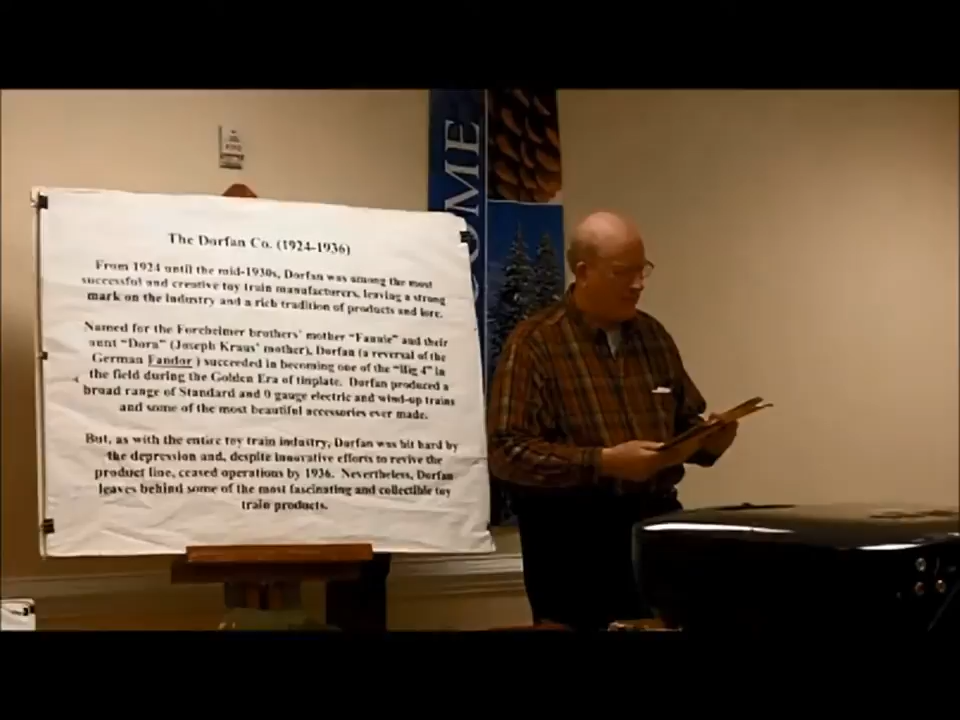 The Dorfan Co. (1924-1936)
From 1924 until the mid-1930s, Dorfan was among the most
successful and creative toy train manufacturers, leaving a strong
mark on the industry and a rich tradition of products and lore.
Named for the Forcheimer brothers' mother "Fannie" and their
aunt "Dora" (Joseph Kraus' mother), Dorfan (a reversal of the
German Fandor ) succeeded in becoming one of the "Big 4" in
the field during the Golden Era of tinplate. Dorfan produced a
broad range of Standard and 0 gauge electric and wind-up trains
and some of the most beautiful accessories ever made.
But, as with the entire toy train industry, Dorfan was hit hard by
the depression and, despite innovative efforts to revive the
product line, ceased operations by 1936. Nevertheless, Dorfan
leaves behind some of the most fascinating and collectible toy
train products.
OME